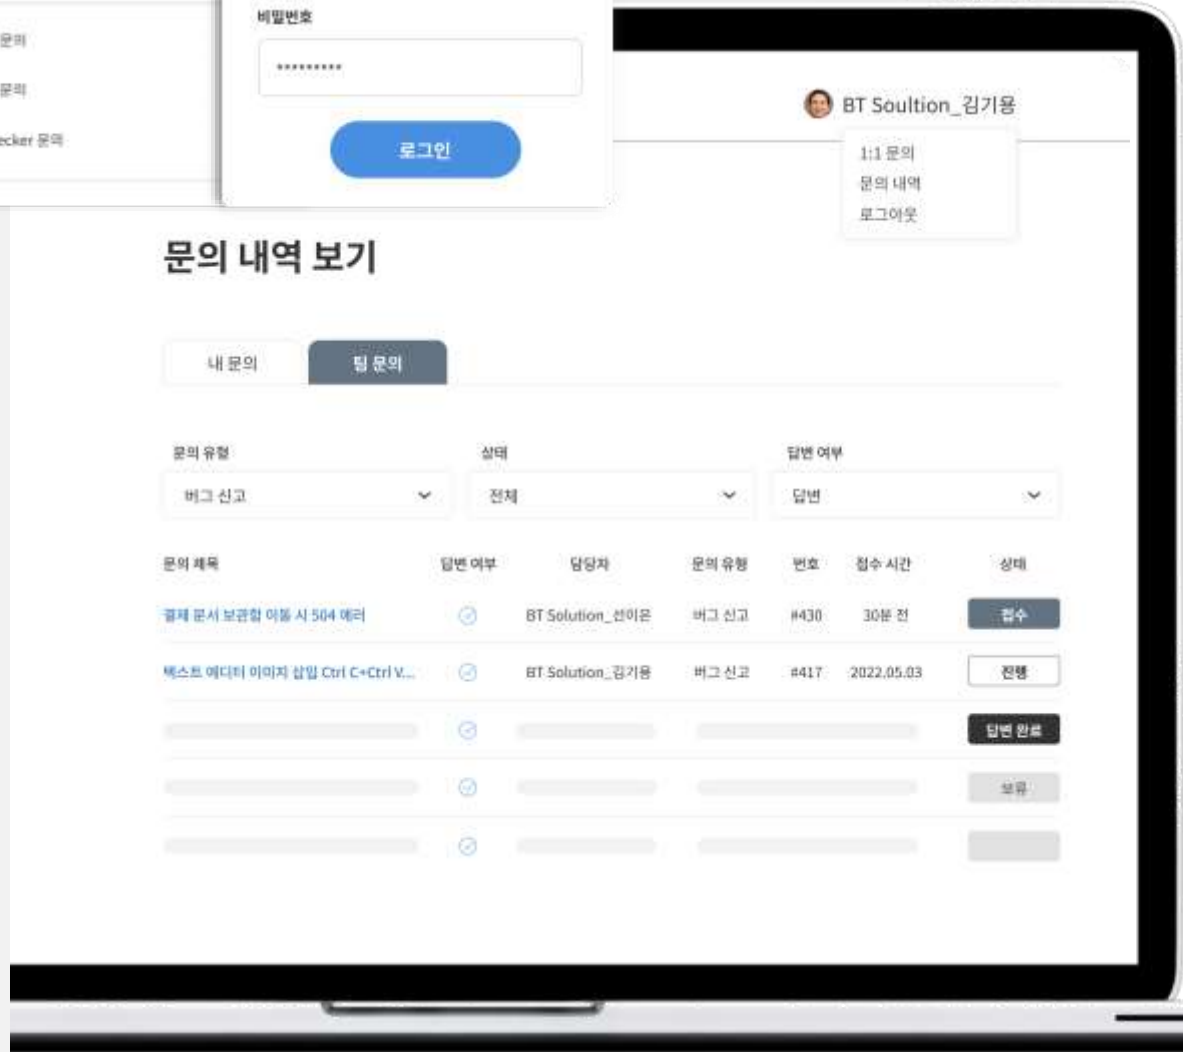 비밀번호
*********
로그인
문의
문의
ecker 문의
BT Soultion_김기용
1:1 문의
문의 내역
로그아웃
문의 내역 보기
내 문의 팀 문의
문의 유형 상태 답변 여부
버그 신고 전체 답변
문의 제목 답변 여부 담당자 문의 유형 번호 접수 시간 상태
결재 문서 보관함 이동 시 504 에러 BT Solution_선이은 버그 신고 #430 30분 전 접수
텍스트 에디터 이미지 삽입 Ctrl C+Ctrl V... BT Solution_김기용 버그 신고 #417 2022.05.03 진행
답변 완료
보류